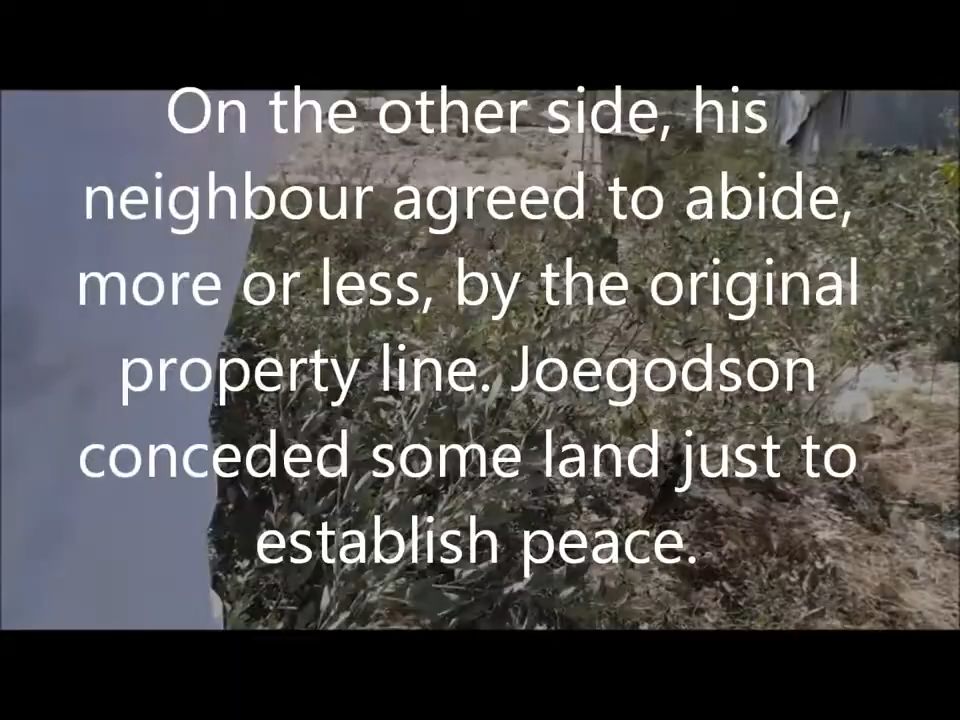 On the other side, his
neighbour agreed to abide,
more or less, by the original
property line. Joegodson
conceded some land just to
establish peace.